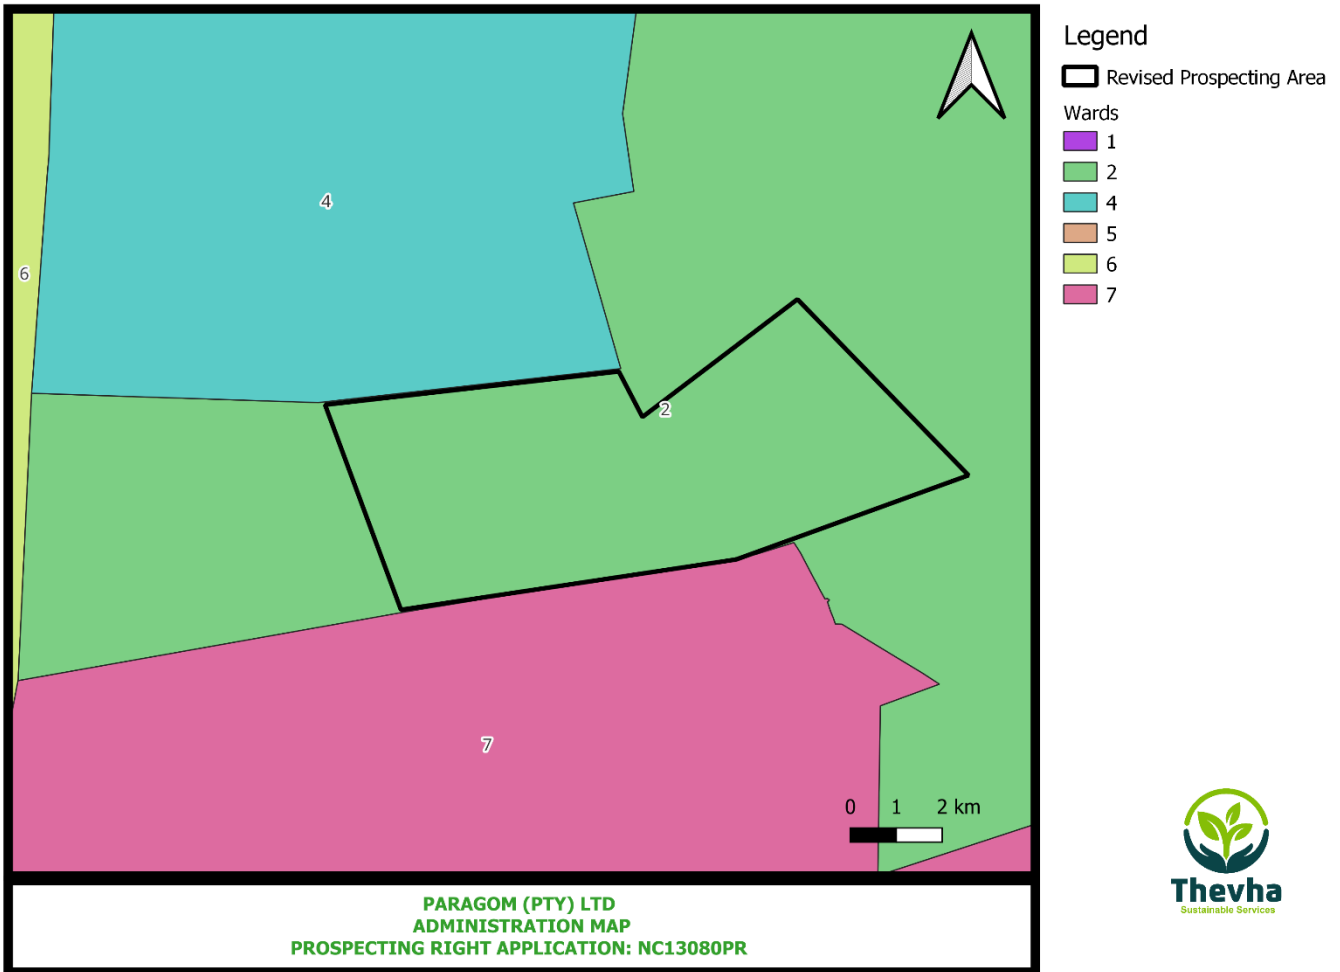 4
6
2
7
0 1 2 km
Legend
Revised Prospecting Area
Wards
1
2
4
5
6
7
Thevha
Sustainable Services
PARAGOM (PTY) LTD
ADMINISTRATION MAP
PROSPECTING RIGHT APPLICATION: NC13080PR